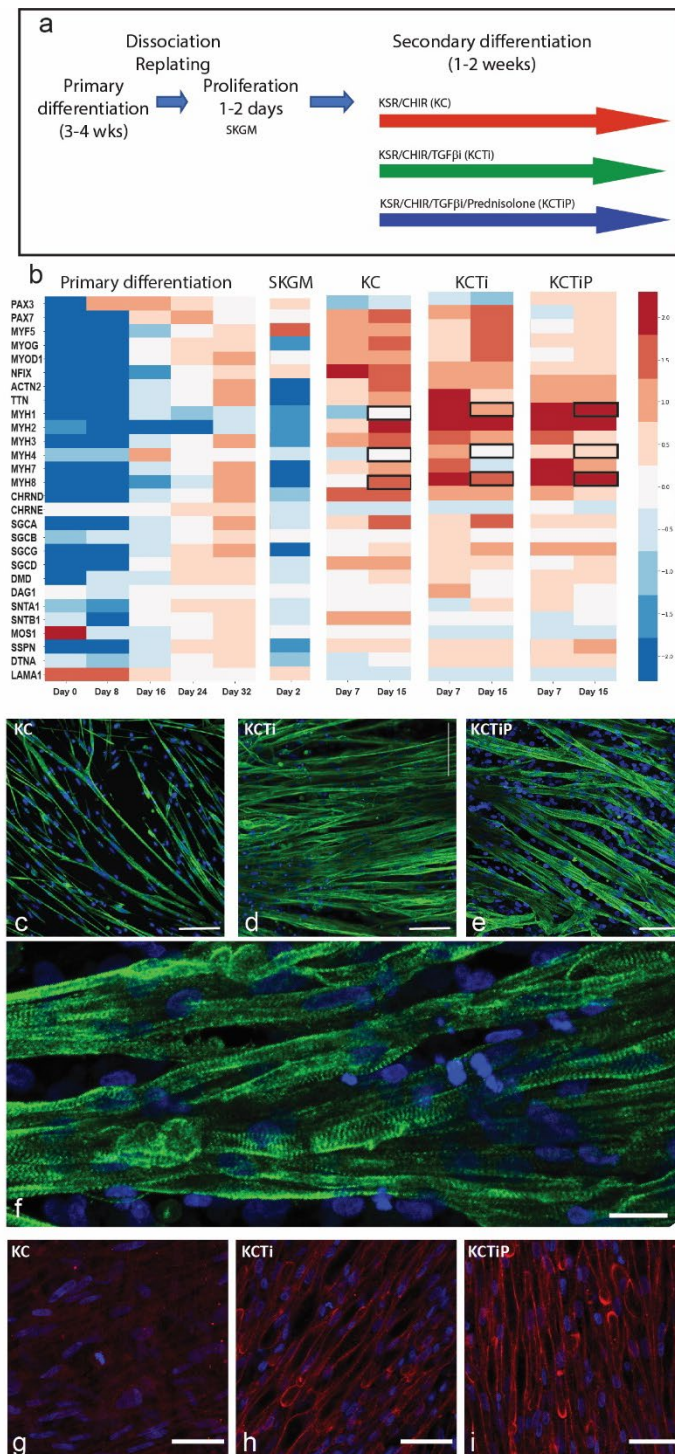 a
Dissociation
Replating
Secondary differentiation
(1-2 weeks)
Primary
differentiation
(3-4 wks)
Proliferation
1-2 days
SKGM
KSR/CHIR (KC)
KSR/CHIR/TGFβi (KCTi)
KSR/CHIR/TGFβi/Prednisolone (KCTiP)
b
Primary differentiation SKGM KC KCTi KCTiP
PAX3
PAX7
MYF5
MYOG
MYOD1
NFIX
ACTN2
TTN
MYH1
MYH2
MYH3
MYH4
MYH7
MYH8
CHRND
CHRNE
SGCA
SGCB
SGCG
SGCD
DMD
DAG1
SNTA1
SNTB1
MOS1
SSPN
DTNA
LAMA1
Day 0 Day 8 Day 16 Day 24 Day 32 Day 2 Day 7 Day 15 Day 7 Day 15 Day 7 Day 15
2.0
1.5
1.0
0.5
0.0
−0.5
−1.0
−1.5
−2.0
KC
KCTi
KCTiP
c
d
e
f
KC
KCTi
KCTiP
g
h
i